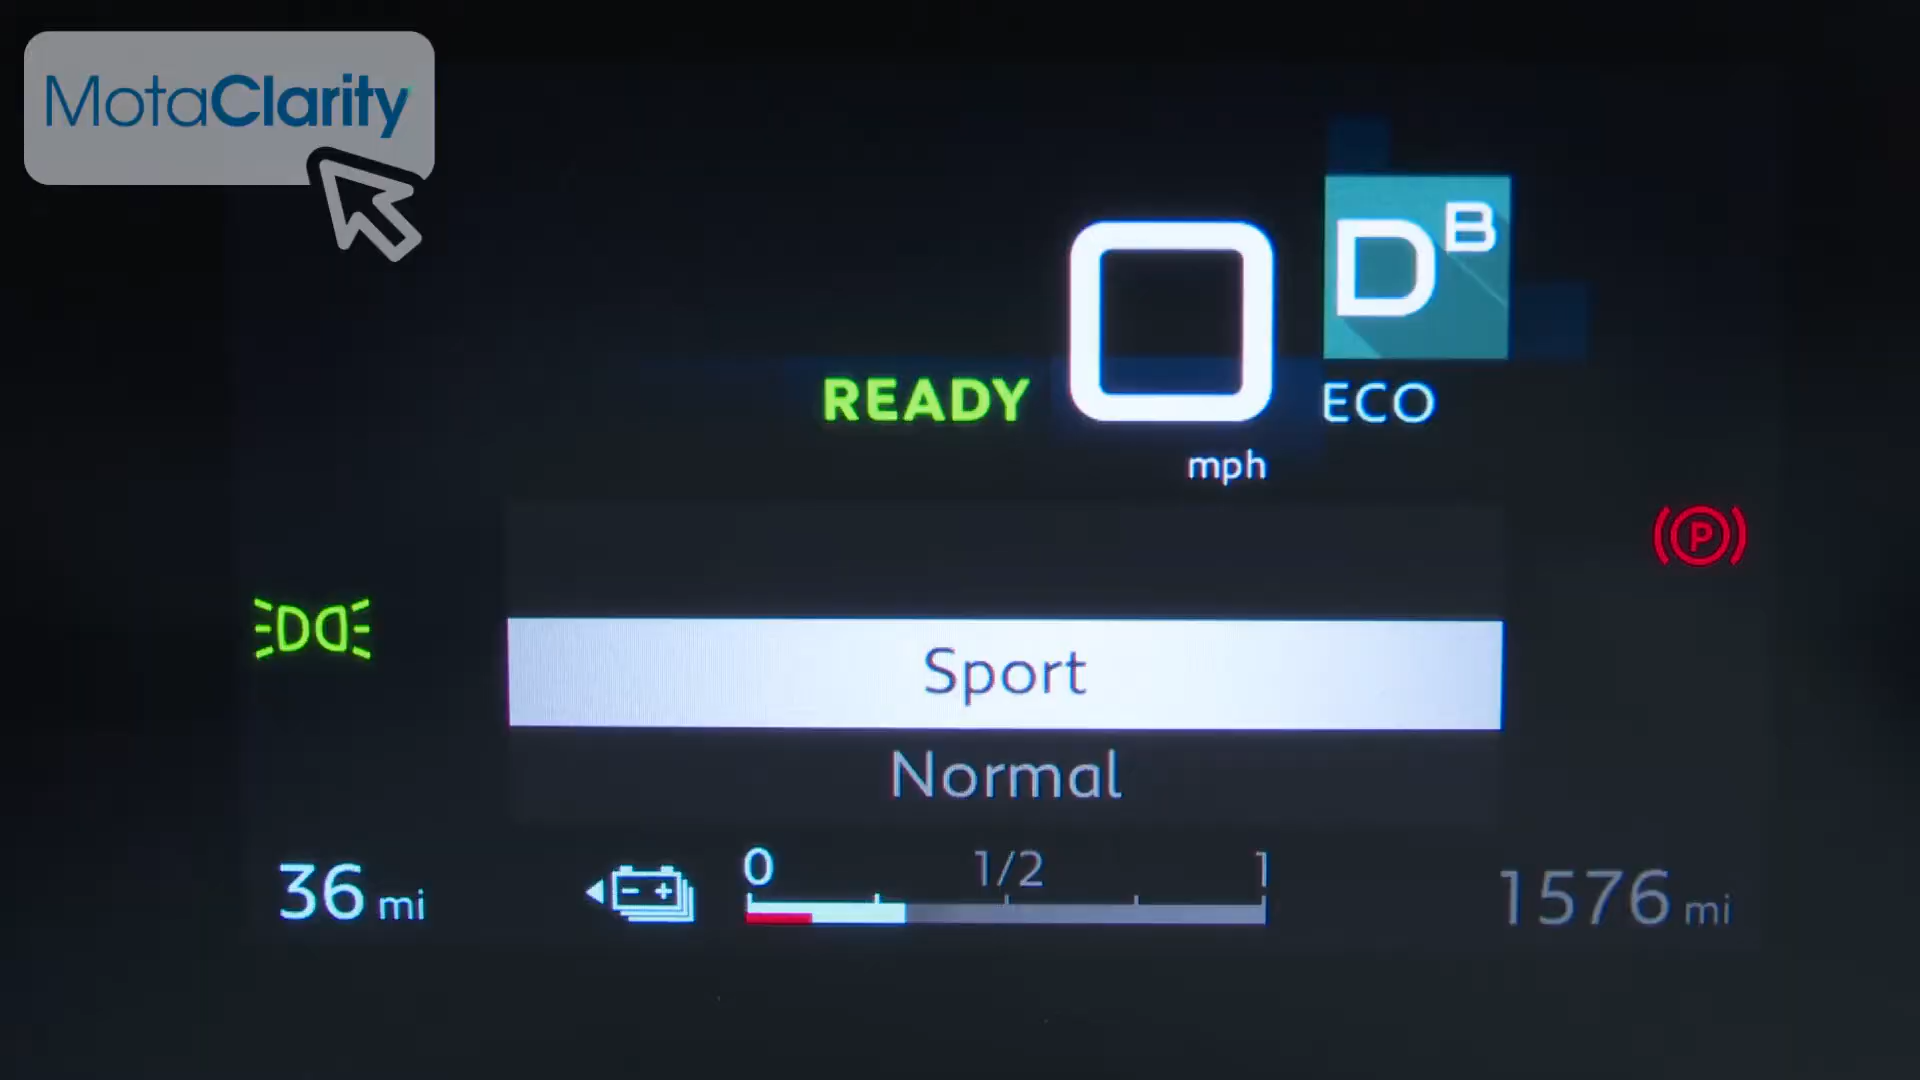 MotaClarity
0
D B
READY
ECO
mph
P
Sport
Normal
36 mi
0 1/2 1
1576 mi